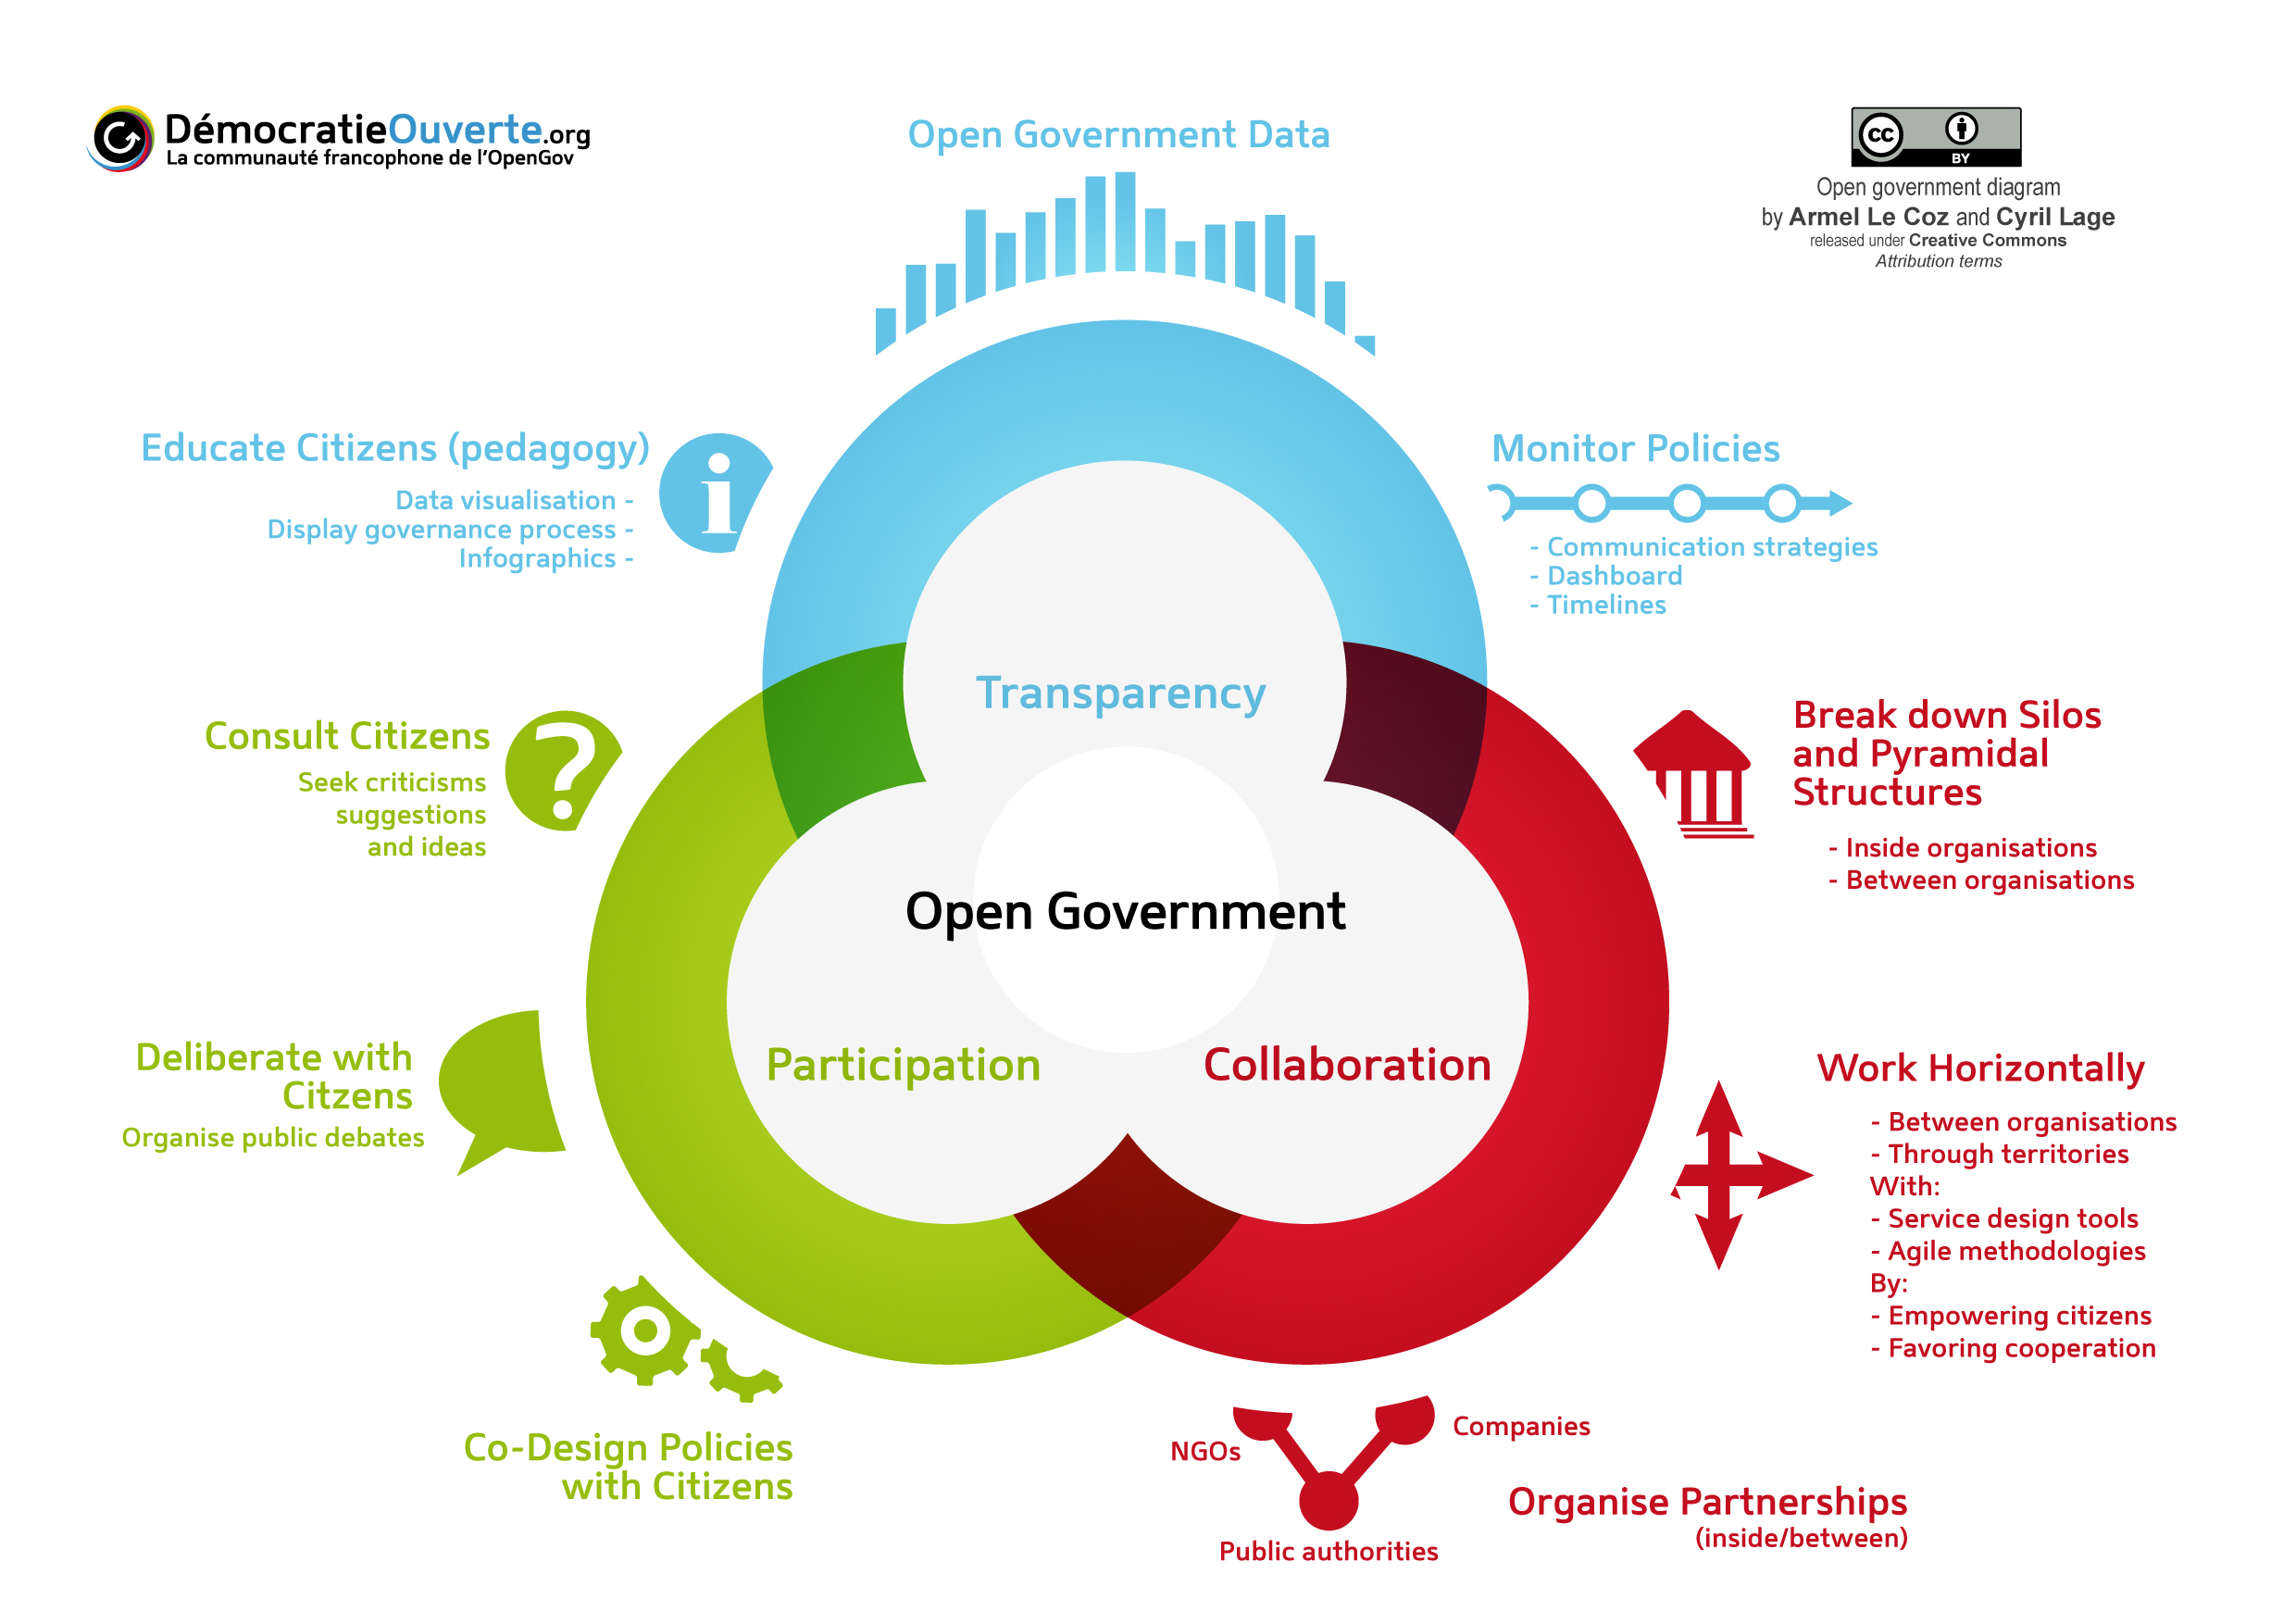 DémocratieOuverte.org
La communauté francophone de l'OpenGov
Open Government Data
cc
BY
Open government diagram
by Armel Le Coz and Cyril Lage
released under Creative Commons
Attribution terms
Educate Citizens (pedagogy)
Data visualisation -
Display governance process -
Infographics -
i
Monitor Policies
- Communication strategies
- Dashboard
- Timelines
Transparency
Consult Citizens
Seek criticisms
suggestions
and ideas
?
Break down Silos
and Pyramidal
Structures
- Inside organisations
- Between organisations
Open Government
Participation
Collaboration
Deliberate with
Citzens
Organise public debates
Work Horizontally
- Between organisations
- Through territories
With:
- Service design tools
- Agile methodologies
By:
- Empowering citizens
- Favoring cooperation
Co-Design Policies
with Citizens
NGOs
Companies
Public authorities
Organise Partnerships
(inside/between)